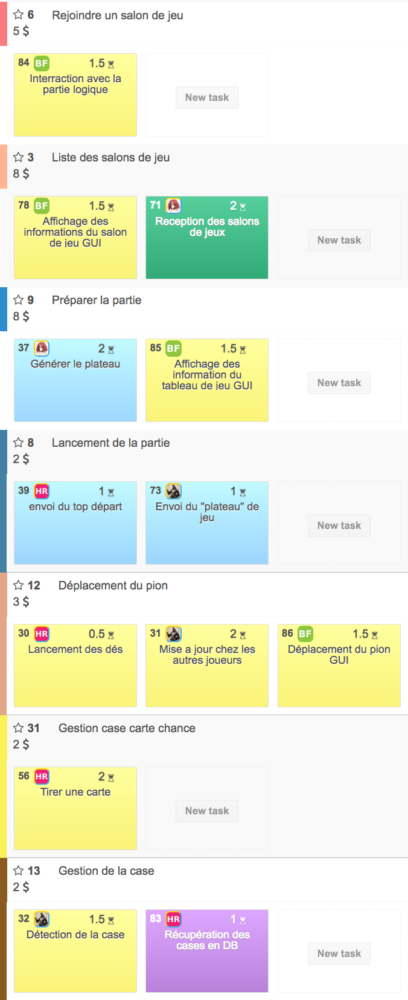 6 Rejoindre un salon de jeu
5 $
84 BF 1.5
Interraction avec la
partie logique
New task
3 Liste des salons de jeu
8 $
78 BF 1.5
Affichage des
informations du salon
de jeu GUI
71 2
Reception des salons
de jeux
New task
9 Préparer la partie
8 $
37 2
Générer le plateau
85 BF 1.5
Affichage des
information du
tableau de jeu GUI
New task
8 Lancement de la partie
2 $
39 HR 1
envoi du top départ
73 1
Envoi du "plateau" de
jeu
New task
12 Déplacement du pion
3 $
30 HR 0.5
Lancement des dés
31 2
Mise a jour chez les
autres joueurs
86 BF 1.5
Déplacement du pion
GUI
31 Gestion case carte chance
2 $
56 HR 2
Tirer une carte
New task
13 Gestion de la case
2 $
32 1.5
Détection de la case
83 HR 1
Récupération des
cases en DB
New task